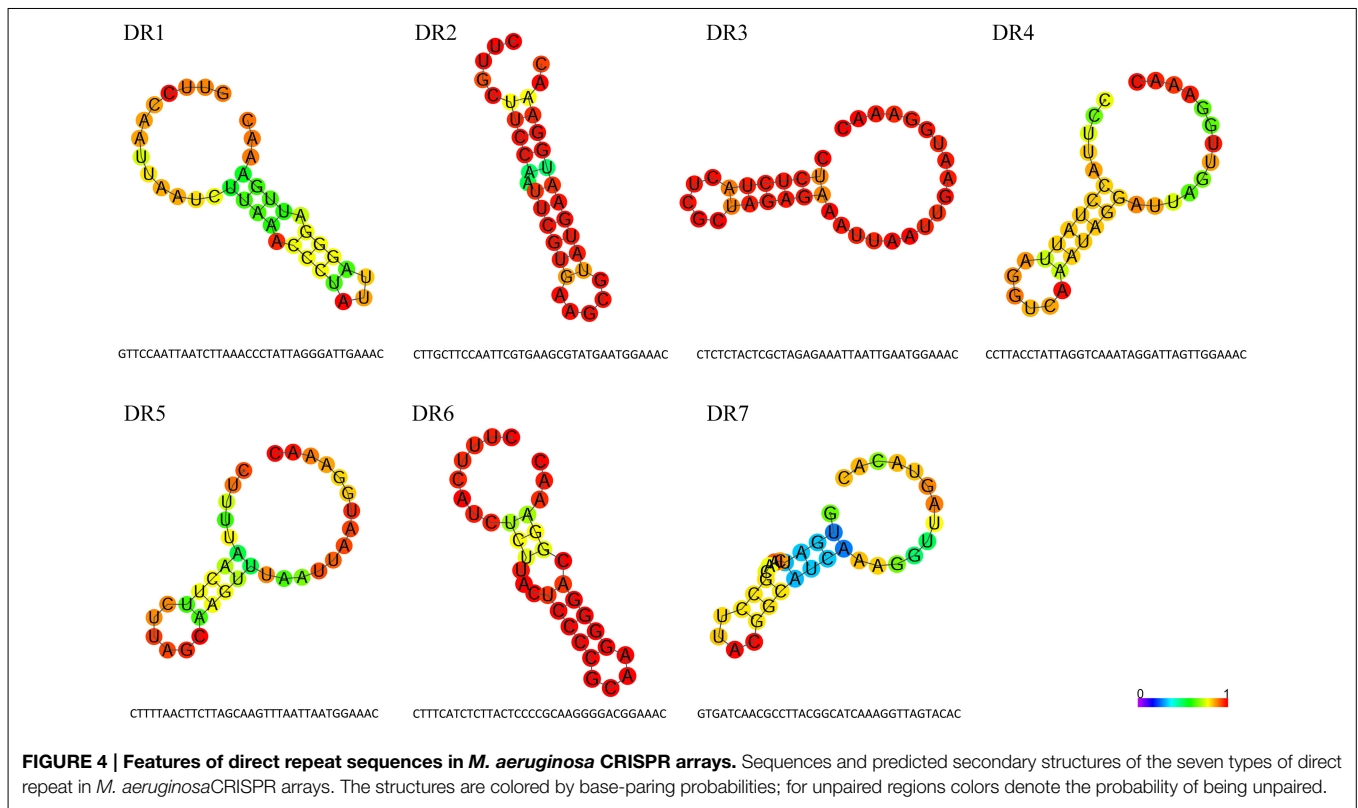 DR1 DR2 DR3 DR4
GTTCCAATTAATCTTAAACCCTATTAGGGATTGAAAC CTTGCTTCCAATTCGTGAAGCGTATGAATGGAAAC CTCTCTACTCGCTAGAGAAATTAATTGAATGGAAAC CCTTACCTATTAGGTCAAATAGGATTAGTTGGAAAC
DR5 DR6 DR7
0 1
CTTTTAACTTCTTAGCAAGTTTAATTAATGGAAAC CTTTCATCTCTTACTCCCCGCAAGGGGACGGAAAC GTGATCAACGCCTTACGGCATCAAAGGTTAGTACAC
FIGURE 4 | Features of direct repeat sequences in M. aeruginosa CRISPR arrays. Sequences and predicted secondary structures of the seven types of direct
repeat in M. aeruginosaCRISPR arrays. The structures are colored by base-paring probabilities; for unpaired regions colors denote the probability of being unpaired.